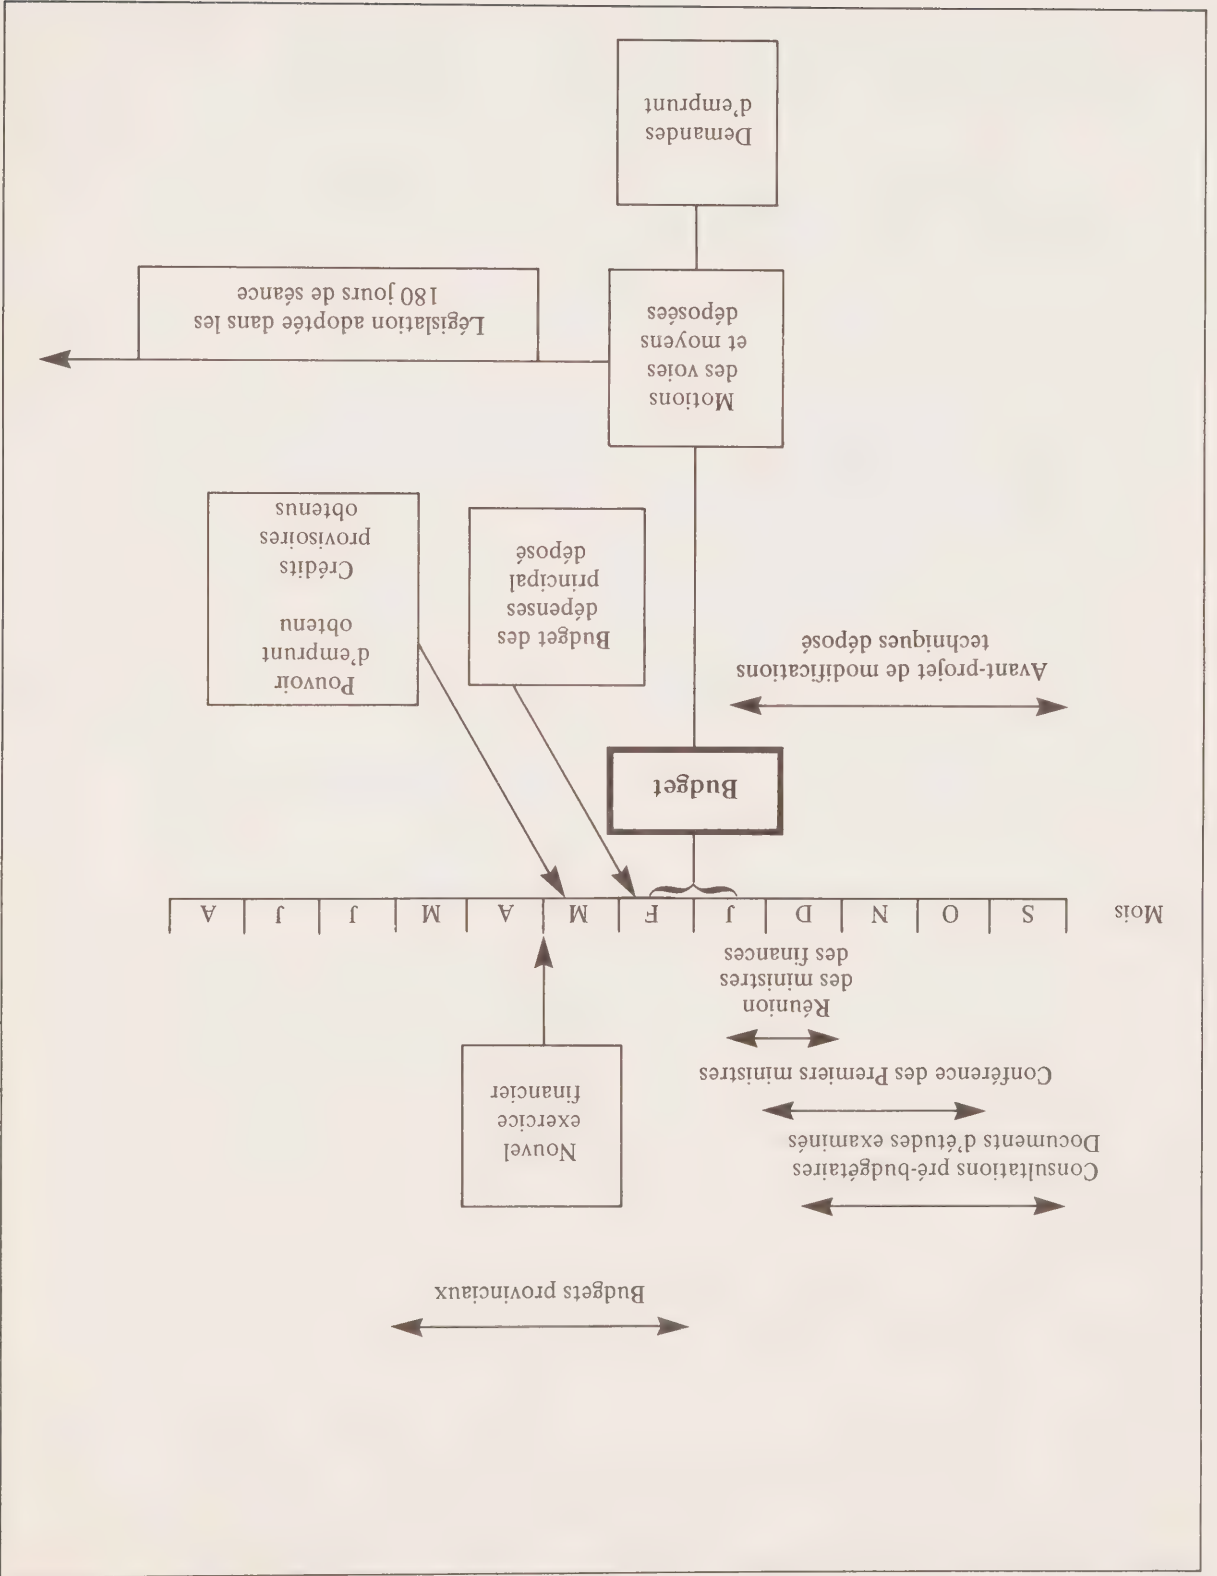 Budgets provinciaux
Consultations pré-budgétaires
Documents d'études examinés
Conférence des Premiers ministres
Réunion
des ministres
des finances
Nouvel
exercice
financier
Mois
S O N D J F M A M J J A
Budget
Avant-projet de modifications
techniques déposé
Budget des
dépenses
principal
déposé
Pouvoir
d'emprunt
obtenu
Crédits
provisoires
obtenus
Motions
des voies
et moyens
déposées
Législation adoptée dans les
180 jours de séance
Demandes
d'emprunt